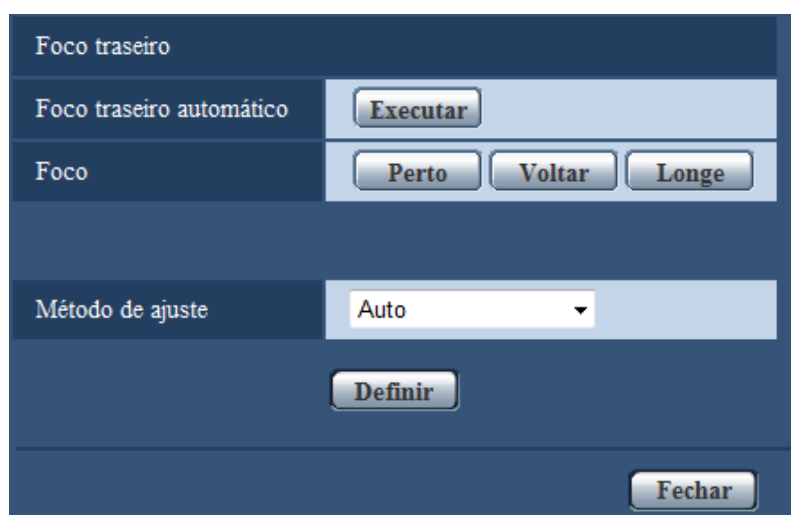 Foco traseiro
Foco traseiro automático Executar
Foco Perto Voltar Longe
Método de ajuste Auto
Definir
Fechar